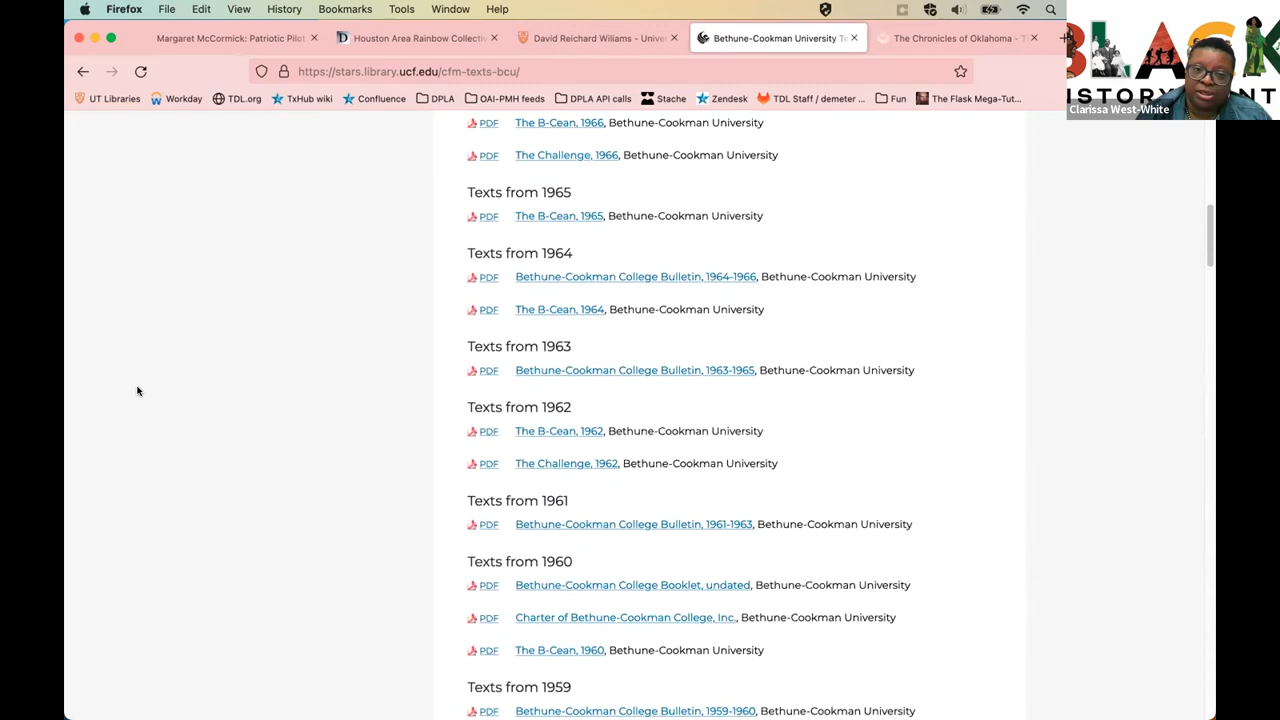 Firefox File Edit View History Bookmarks Tools Window Help
Margaret McCormick: Patriotic Pilot
Houston Area Rainbow Collectiv
David Reichard Wiliams - Unive
Bethune-Cookman University Te
The Chronicles of Oklahoma - T
https://stars.library.ucf.edu/cfm-texts-bcu/
UT Libraries Workday TDL.org TxHub wiki Confluence DPLA OAI-PMH feeds DPLA API calls Stache Zendesk TDL Staff / demeter ... Fun The Flask Mega-Tut...
BLACK
HISTORY
Clarissa West-White
PDF The B-Cean, 1966, Bethune-Cookman University
PDF The Challenge, 1966, Bethune-Cookman University
Texts from 1965
PDF The B-Cean, 1965, Bethune-Cookman University
Texts from 1964
PDF Bethune-Cookman College Bulletin, 1964-1966, Bethune-Cookman University
PDF The B-Cean, 1964, Bethune-Cookman University
Texts from 1963
PDF Bethune-Cookman College Bulletin, 1963-1965, Bethune-Cookman University
Texts from 1962
PDF The B-Cean, 1962, Bethune-Cookman University
PDF The Challenge, 1962, Bethune-Cookman University
Texts from 1961
PDF Bethune-Cookman College Bulletin, 1961-1963, Bethune-Cookman University
Texts from 1960
PDF Bethune-Cookman College Booklet, undated, Bethune-Cookman University
PDF Charter of Bethune-Cookman College, Inc., Bethune-Cookman University
PDF The B-Cean, 1960, Bethune-Cookman University
Texts from 1959
PDF Bethune-Cookman College Bulletin, 1959-1960, Bethune-Cookman University